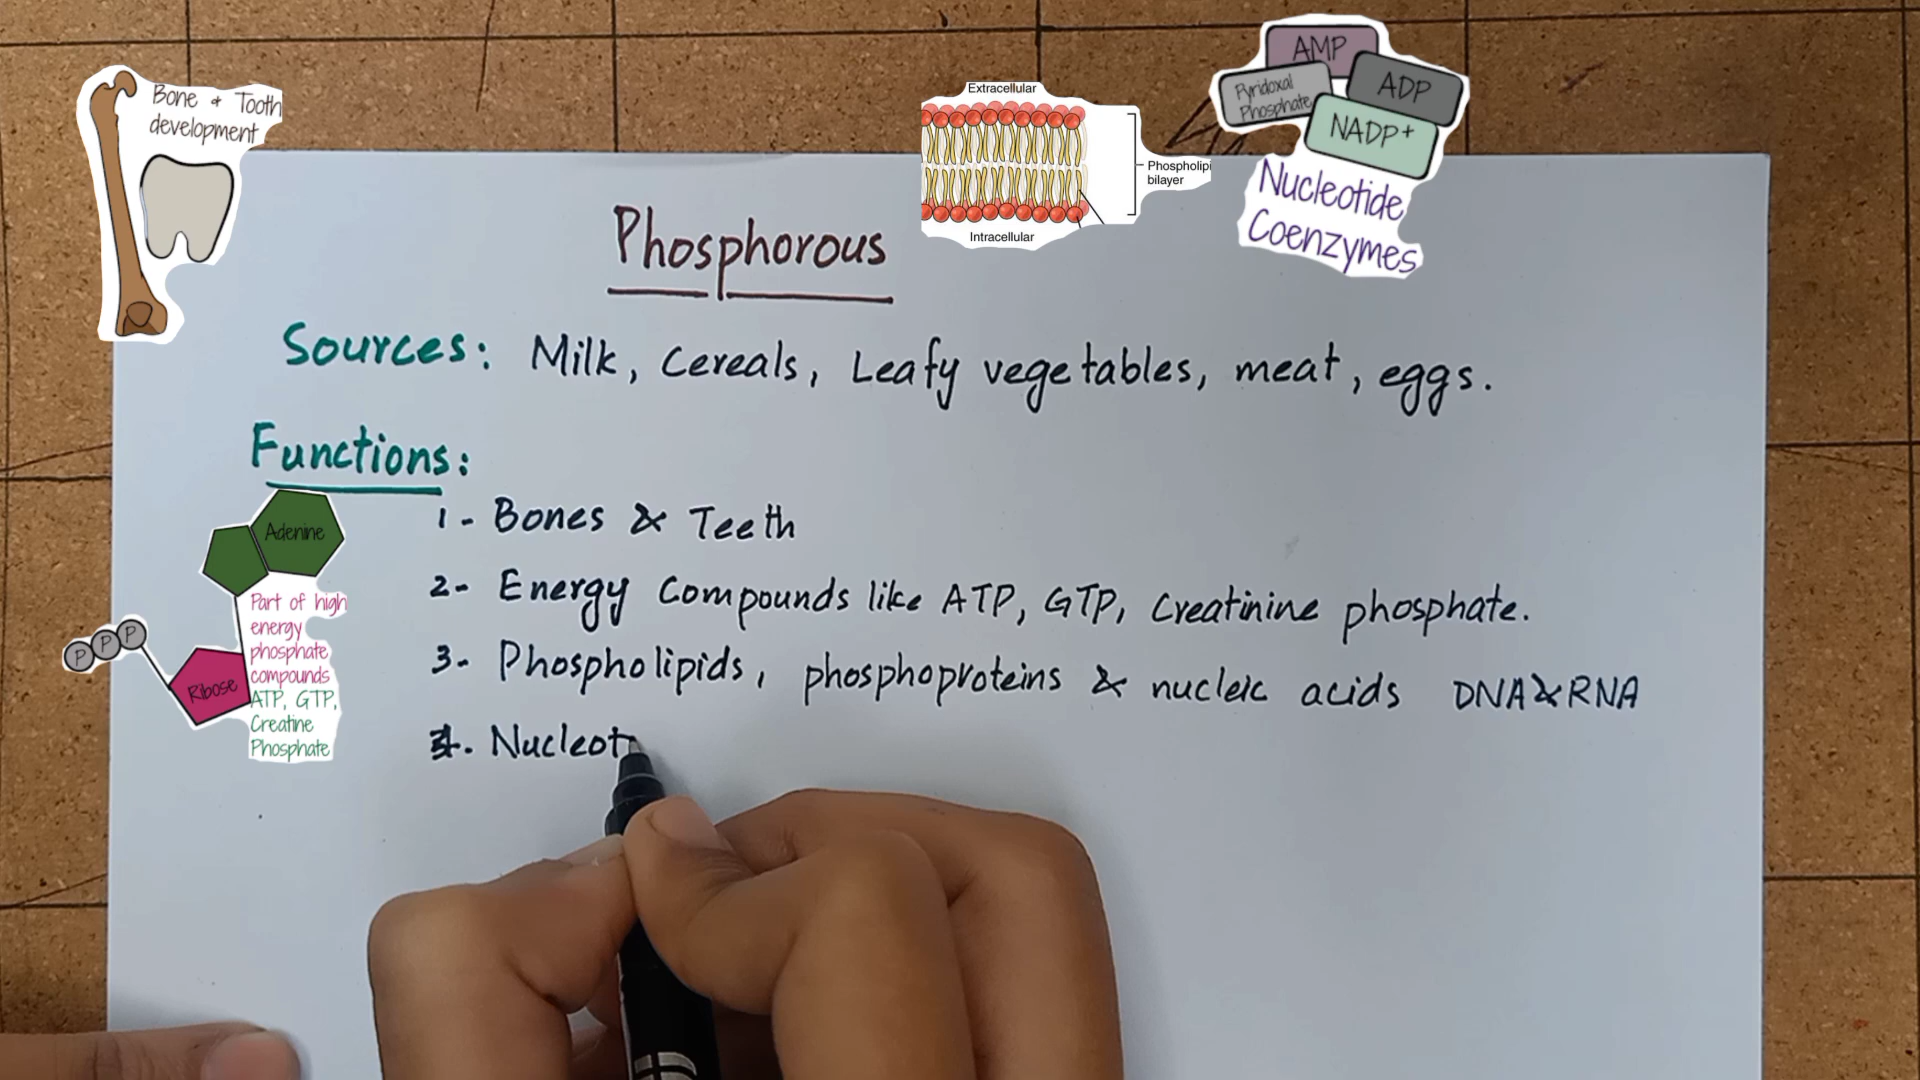 Bone & Tooth
development
Extracellular
Phospholipi
bilayer
Intracellular
AMP
ADP
Pyridoxal
Phosphate
NADP+
Nucleotide
Coenzymes
Phosphorous
Sources: Milk, Cereals, Leafy vegetables, meat, eggs.
Functions:
1- Bones & Teeth
2- Energy Compounds like ATP, GTP, Creatinine phosphate.
3- Phospholipids, phosphoproteins & nucleic acids DNA & RNA
4. Nucleot
Adenine
Part of high
energy
phosphate
compounds
ATP, GTP,
Creatine
Phosphate
P P P
Ribose